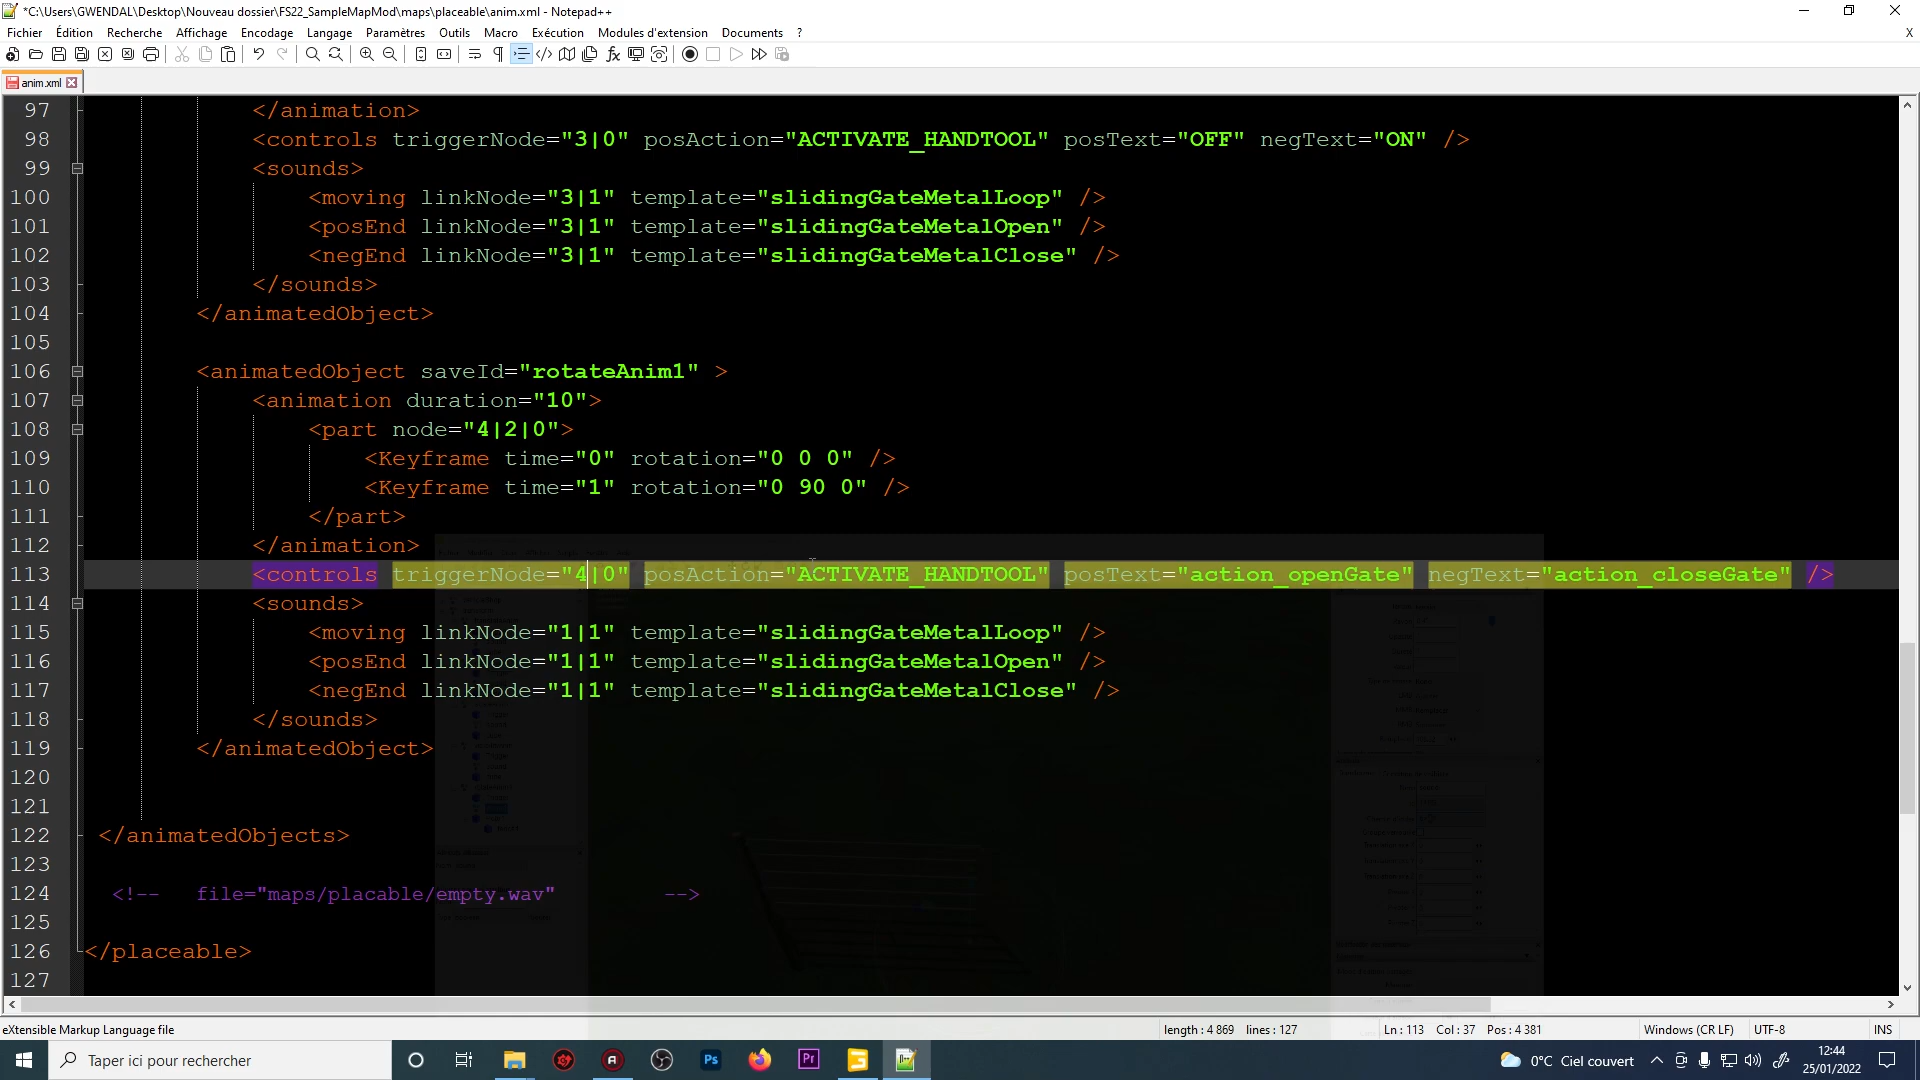 *C:\Users\GWENDAL\Desktop\Nouveau dossier\FS22_SampleMapMod\maps\placeable\anim.xml - Notepad++
Fichier Édition Recherche Affichage Encodage Langage Paramètres Outils Macro Exécution Modules d'extension Documents ? X
anim.xml
97 </animation>
98 <controls triggerNode="3|0" posAction="ACTIVATE_HANDTOOL" posText="OFF" negText="ON" />
99 <sounds>
100 <moving linkNode="3|1" template="slidingGateMetalLoop" />
101 <posEnd linkNode="3|1" template="slidingGateMetalOpen" />
102 <negEnd linkNode="3|1" template="slidingGateMetalClose" />
103 </sounds>
104 </animatedObject>
105
106 <animatedObject saveId="rotateAnim1" >
107 <animation duration="10">
108 <part node="4|2|0">
109 <Keyframe time="0" rotation="0 0 0" />
110 <Keyframe time="1" rotation="0 90 0" />
111 </part>
112 </animation>
113 <controls triggerNode="4|0" posAction="ACTIVATE_HANDTOOL" posText="action_openGate" negText="action_closeGate" />
114 <sounds>
115 <moving linkNode="1|1" template="slidingGateMetalLoop" />
116 <posEnd linkNode="1|1" template="slidingGateMetalOpen" />
117 <negEnd linkNode="1|1" template="slidingGateMetalClose" />
118 </sounds>
119 </animatedObject>
120
121
122 </animatedObjects>
123
124 <!-- file="maps/placable/empty.wav" -->
125
126 </placeable>
127
eXtensible Markup Language file length : 4 869 lines : 127 Ln : 113 Col : 37 Pos : 4 381 Windows (CR LF) UTF-8 INS
Taper ici pour rechercher 0°C Ciel couvert 12:44
25/01/2022